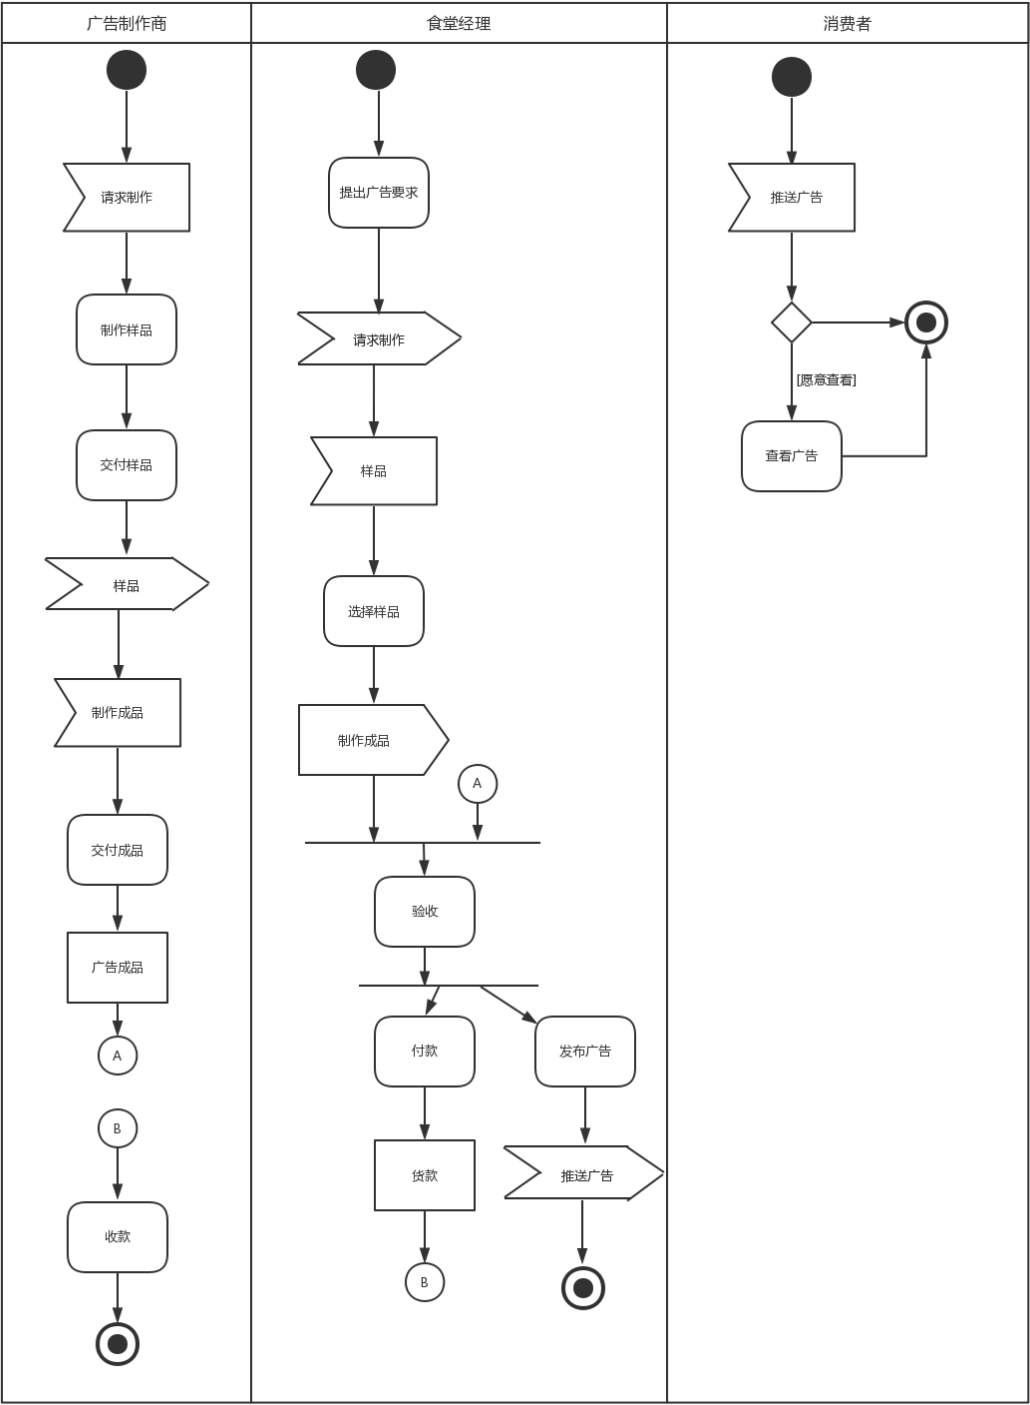 广告制作商
食堂经理
消费者
请求制作
制作样品
交付样品
样品
制作成品
交付成品
广告成品
A
B
收款
提出广告要求
请求制作
样品
选择样品
制作成品
A
验收
付款
发布广告
货款
推送广告
B
推送广告
[愿意查看]
查看广告